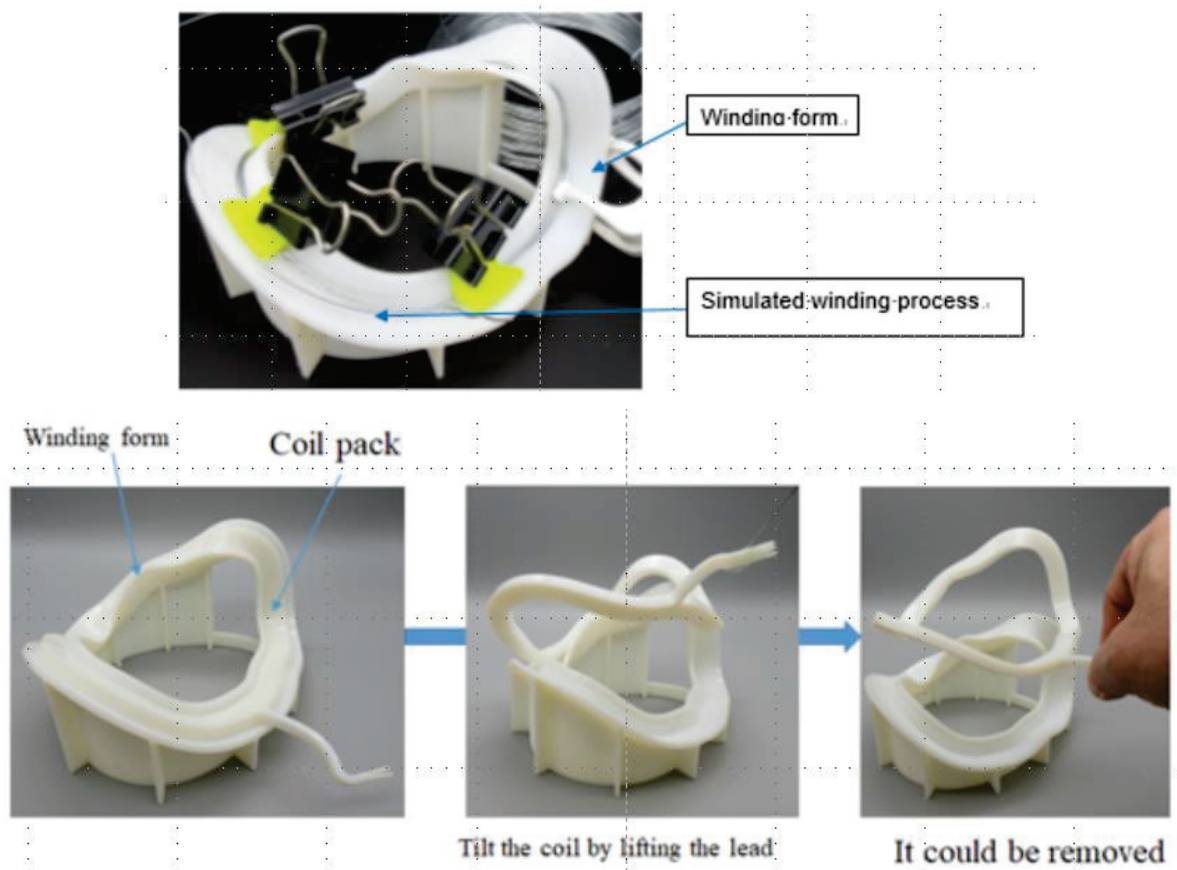 Winding·form
Simulated·winding·process
Winding form
Coil pack
Tilt the coil by lifting the lead
It could be removed